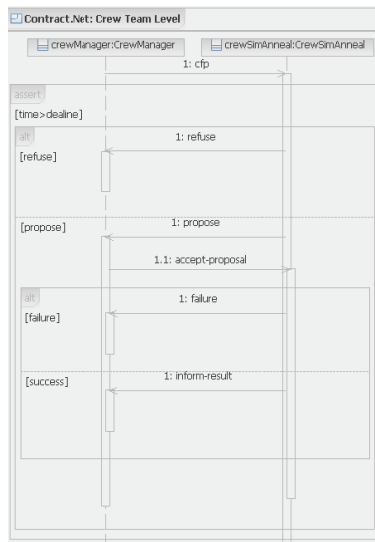 Contract.Net: Crew Team Level
crewManager:CrewManager
crewSimAnneal:CrewSimAnneal
1: cfp
assert
[time>dealine]
alt
1: refuse
[refuse]
1: propose
[propose]
1.1: accept-proposal
alt
1: failure
[failure]
1: inform-result
[success]